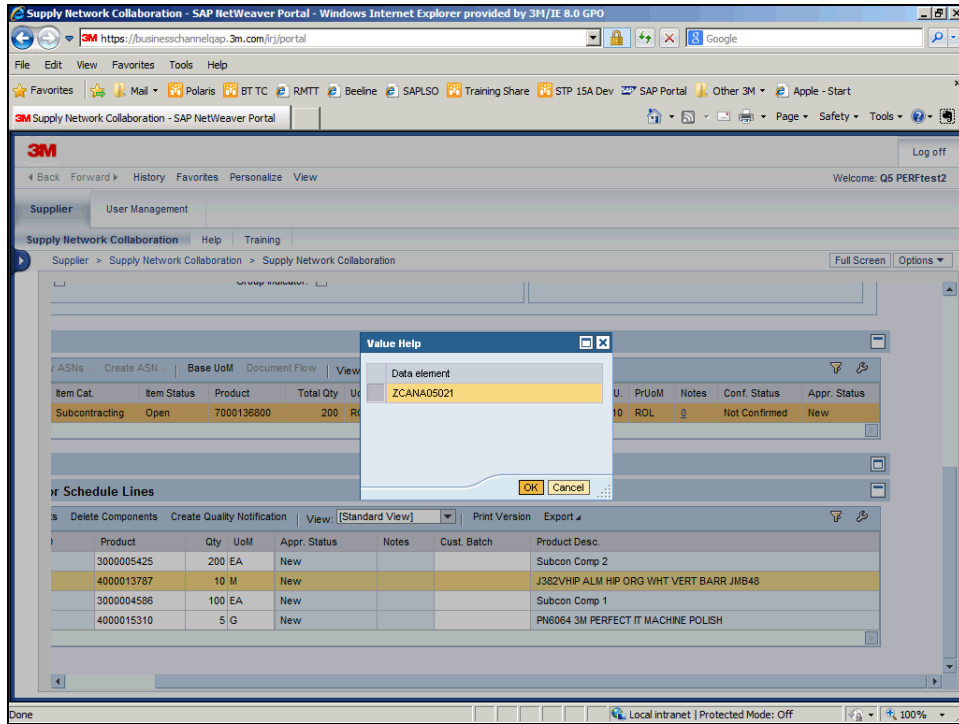 Supply Network Collaboration - SAP NetWeaver Portal - Windows Internet Explorer provided by 3M/IE 8.0 GPO
3M https://businesschannelqap.3m.com/irj/portal
Google
File Edit View Favorites Tools Help
Favorites Mail Polaris BT TC RMTT Beeline SAPLSO Training Share STP 15A Dev SAP Portal Other 3M Apple - Start
3M Supply Network Collaboration - SAP NetWeaver Portal
Page Safety Tools
3M
Log off
Back Forward History Favorites Personalize View
Welcome: Q5 PERFtest2
Supplier User Management
Supply Network Collaboration Help Training
Supplier > Supply Network Collaboration > Supply Network Collaboration
Full Screen Options
Group Indicator:
Value Help
ASNs Create ASN Base UoM Document Flow View
Data element
Item Cat. Item Status Product Total Qty U. PrUoM Notes Conf. Status Appr. Status
ZCANA05021
Subcontracting Open 7000136800 200 10 ROL 0 Not Confirmed New
OK Cancel
or Schedule Lines
s Delete Components Create Quality Notification View: [Standard View] Print Version Export
Product Qty UoM Appr. Status Notes Cust. Batch Product Desc.
3000005425 200 EA New Subcon Comp 2
4000013787 10 M New J382VHIP ALM HIP ORG WHT VERT BARR JMB48
3000004586 100 EA New Subcon Comp 1
4000015310 5 G New PN6064 3M PERFECT IT MACHINE POLISH
Done
Local intranet | Protected Mode: Off
100%